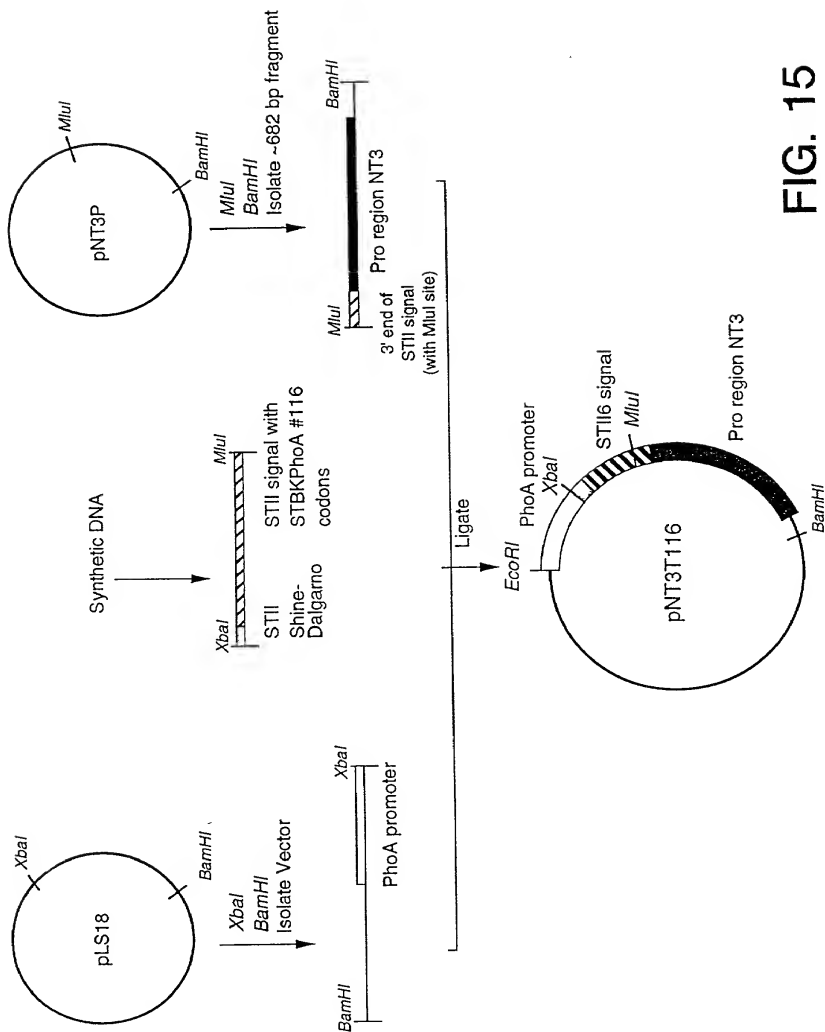 pLS18
XbaI
BamHI
XbaI
BamHI
Isolate Vector
BamHI
XbaI
PhoA promoter
Synthetic DNA
XbaI
MluI
STII
Shine-
Dalgarno
STII signal with
STBKPhoA #116
codons
pNT3P
MluI
BamHI
MluI
BamHI
Isolate ~682 bp fragment
MluI
BamHI
Pro region NT3
3' end of
STII signal
(with MluI site)
Ligate
EcoRI
PhoA promoter
XbaI
STII6 signal
MluI
pNT3T116
Pro region NT3
BamHI
FIG. 15